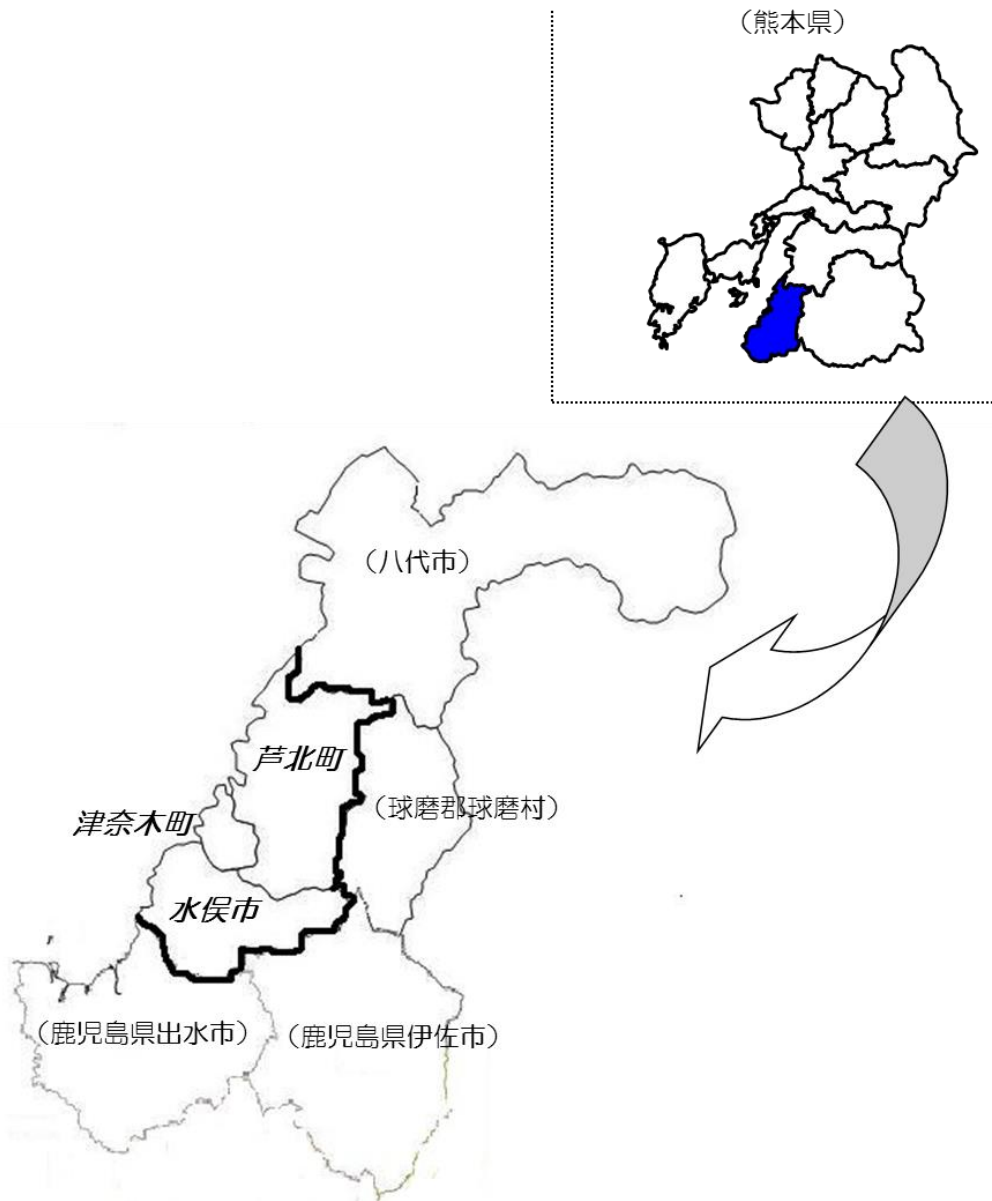 （熊本県）
（八代市）
芦北町
（球磨郡球磨村）
津奈木町
水俣市
（鹿児島県出水市）
（鹿児島県伊佐市）